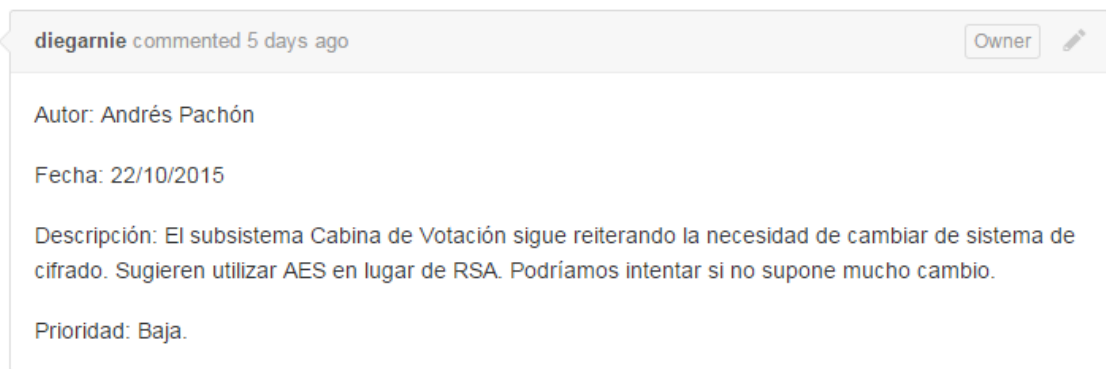 diegarnie commented 5 days ago Owner
Autor: Andrés Pachón
Fecha: 22/10/2015
Descripción: El subsistema Cabina de Votación sigue reiterando la necesidad de cambiar de sistema de
cifrado. Sugieren utilizar AES en lugar de RSA. Podríamos intentar si no supone mucho cambio.
Prioridad: Baja.